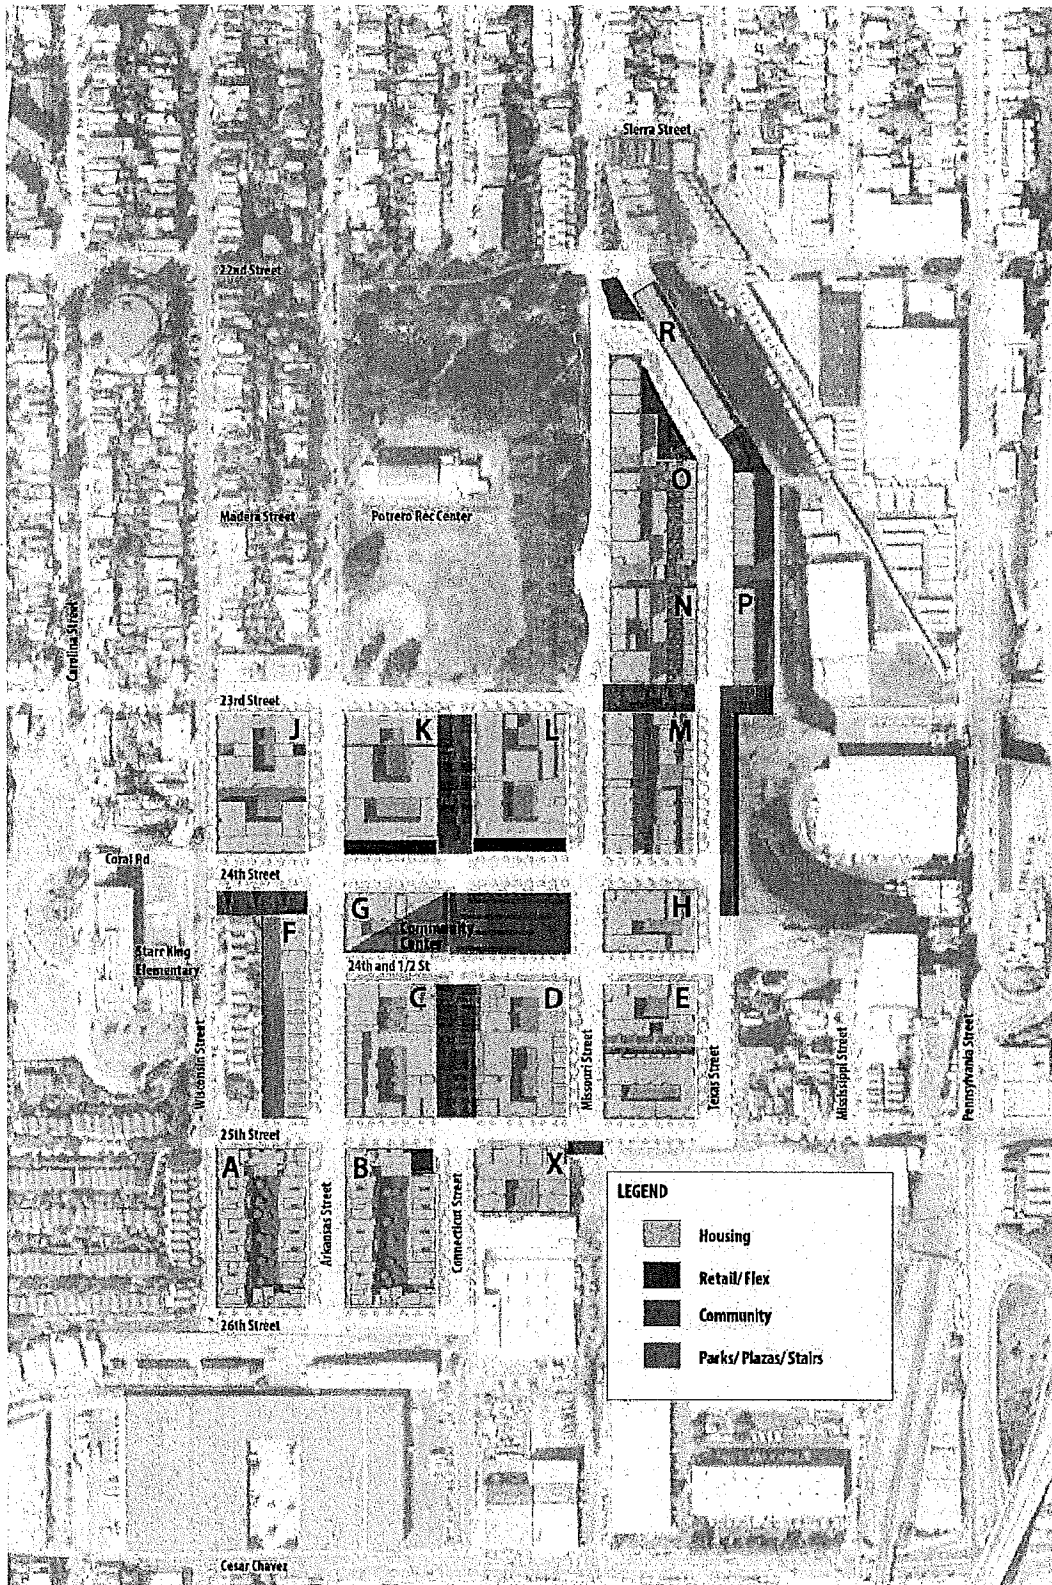 Sierra Street
22nd Street
R
O
Madera Street
Potrero Rec Center
N
P
Carolina Street
23rd Street
J
K
L
M
Coral Rd
24th Street
G
H
F
Community
Center
Starr King
Elementary
24th and 1/2 St
C
D
E
Wisconsin Street
Missouri Street
Texas Street
Mississippi Street
Pennsylvania Street
25th Street
A
B
X
Arkansas Street
Connecticut Street
LEGEND
Housing
Retail/Flex
Community
Parks/Plazas/Stairs
26th Street
Cesar Chavez